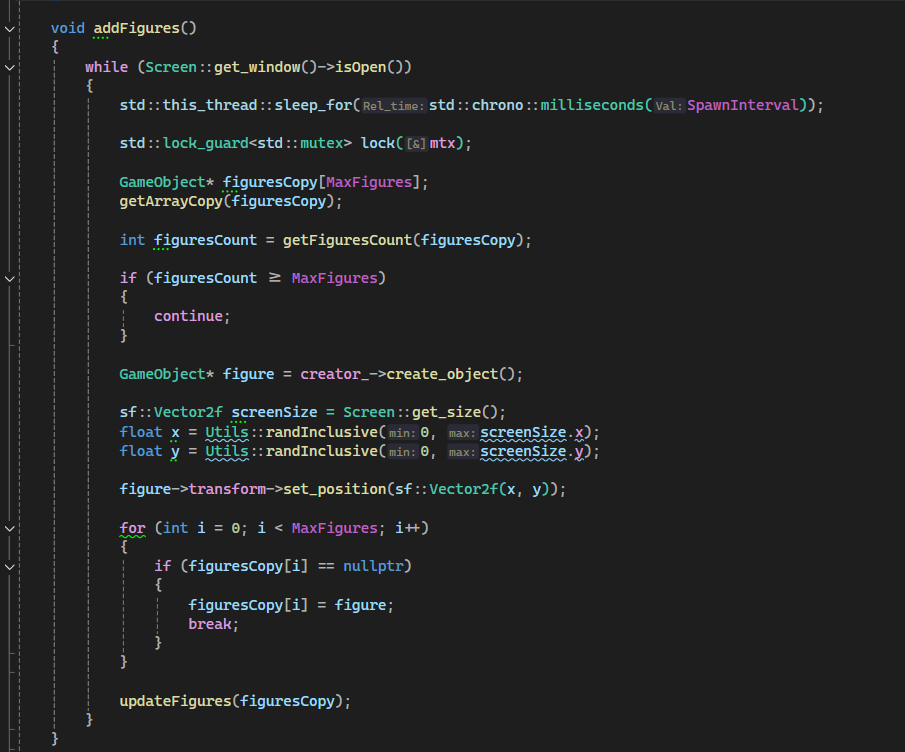 void addFigures()
{
while (Screen::get_window()->isOpen())
{
std::this_thread::sleep_for(Rel_time: std::chrono::milliseconds(Val: SpawnInterval));
std::lock_guard<std::mutex> lock([&] mtx);
GameObject* figuresCopy[MaxFigures];
getArrayCopy(figuresCopy);
int figuresCount = getFiguresCount(figuresCopy);
if (figuresCount ≥ MaxFigures)
{
continue;
}
GameObject* figure = creator_->create_object();
sf::Vector2f screenSize = Screen::get_size();
float x = Utils::randInclusive(min: 0, max: screenSize.x);
float y = Utils::randInclusive(min: 0, max: screenSize.y);
figure->transform->set_position(sf::Vector2f(x, y));
for (int i = 0; i < MaxFigures; i++)
{
if (figuresCopy[i] == nullptr)
{
figuresCopy[i] = figure;
break;
}
}
updateFigures(figuresCopy);
}
}